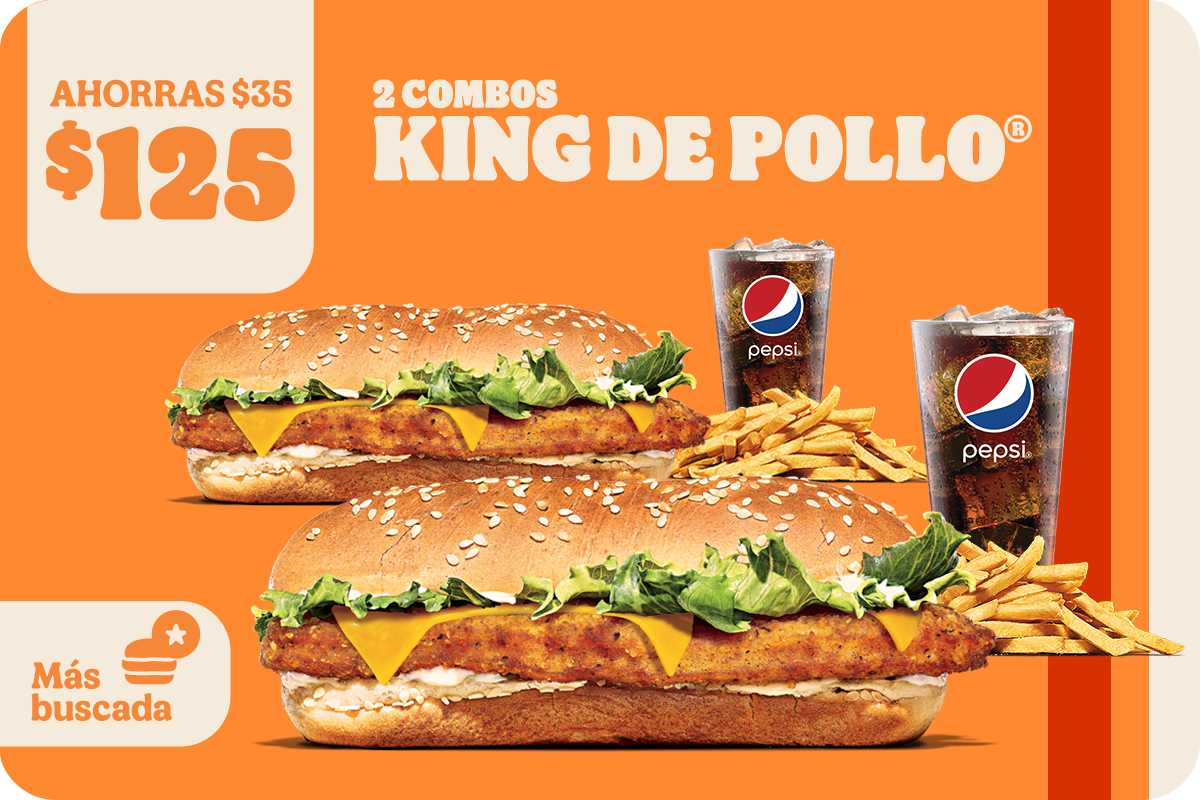 AHORRAS $35
$125
2 COMBOS
KING DE POLLO®
pepsi®
pepsi®
Más
buscada